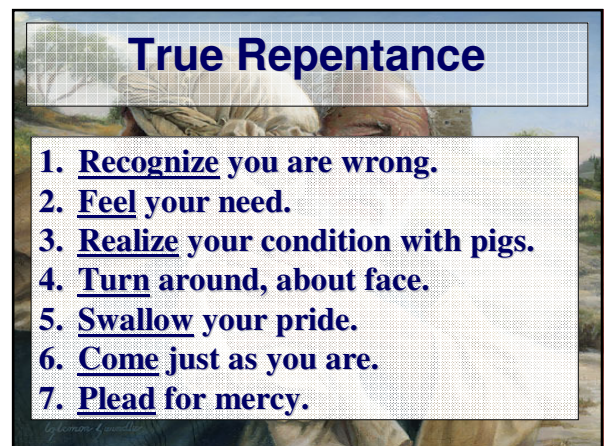 True Repentance
1. Recognize you are wrong.
2. Feel your need.
3. Realize your condition with pigs.
4. Turn around, about face.
5. Swallow your pride.
6. Come just as you are.
7. Plead for mercy.